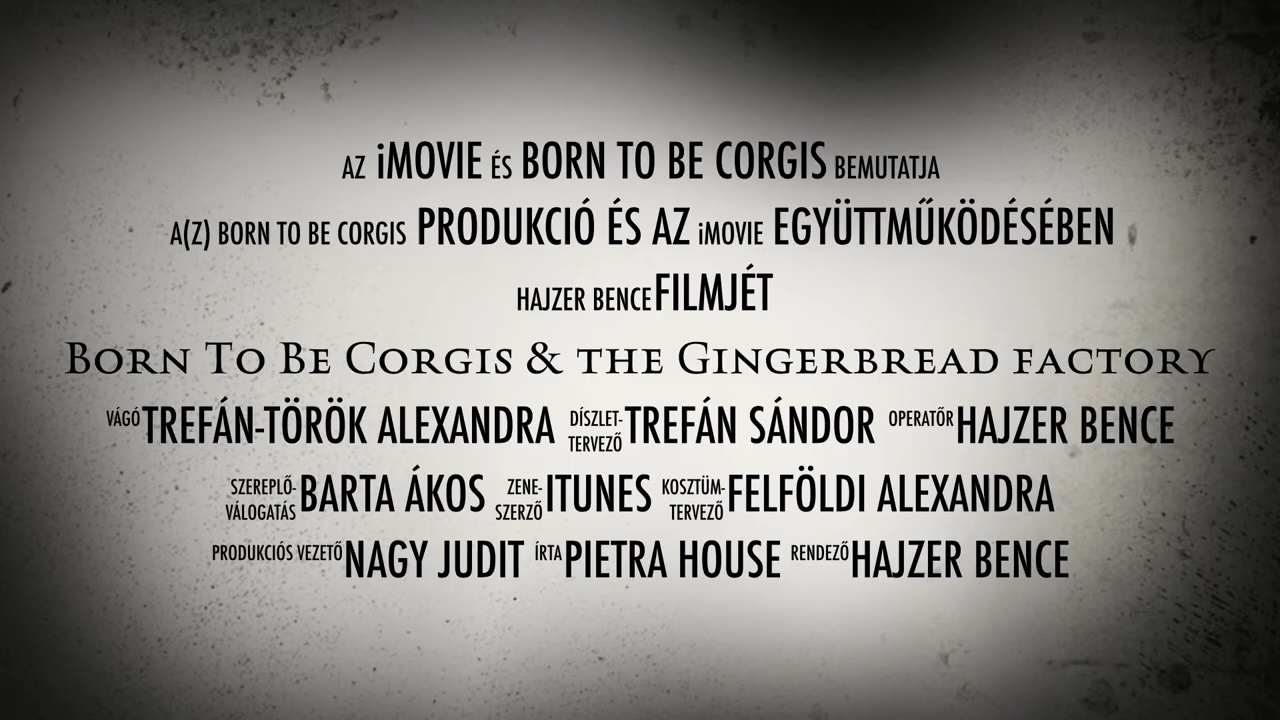 AZ iMOVIE ÉS BORN TO BE CORGIS BEMUTATJA
A(Z) BORN TO BE CORGIS PRODUKCIÓ ÉS AZ iMOVIE EGYÜTTMŰKÖDÉSÉBEN
HAJZER BENCE FILMJÉT
BORN TO BE CORGIS & THE GINGERBREAD FACTORY
VÁGÓ TREFÁN-TÖRÖK ALEXANDRA DÍSZLET-TERVEZŐ TREFÁN SÁNDOR OPERATŐR HAJZER BENCE
SZEREPLŐ-VÁLOGATÁS BARTA ÁKOS ZENE-SZERZŐ ITUNES KOSZTÜM-TERVEZŐ FELFÖLDI ALEXANDRA
PRODUKCIÓS VEZETŐ NAGY JUDIT ÍRTA PIETRA HOUSE RENDEZŐ HAJZER BENCE